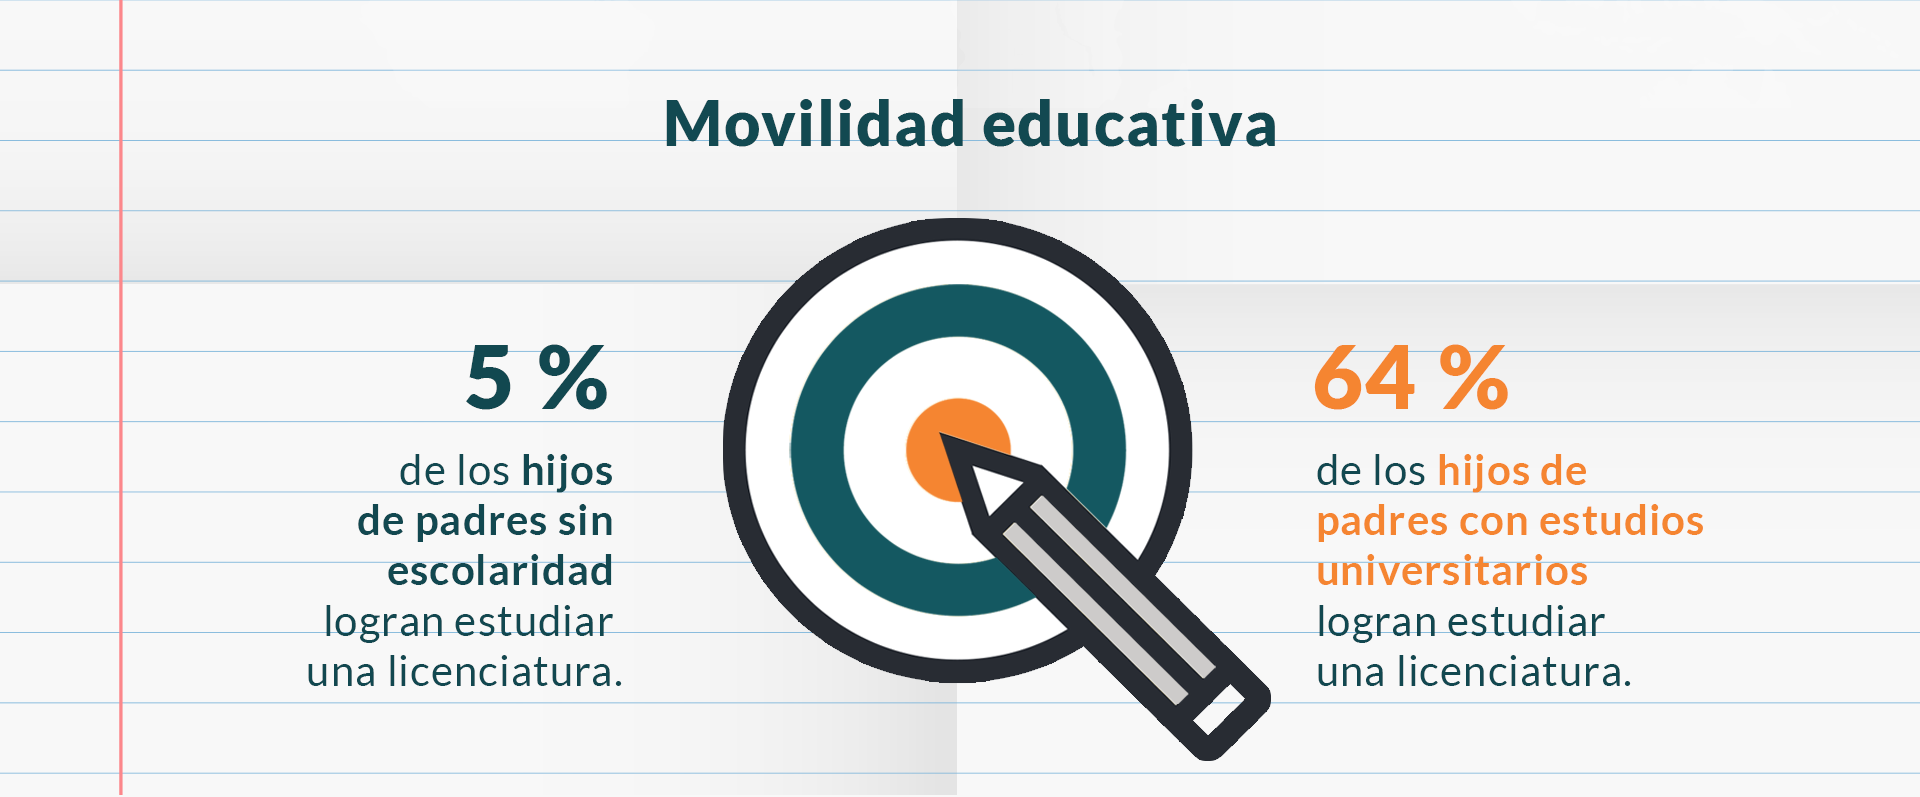 Movilidad educativa
5 %
de los hijos
de padres sin
escolaridad
logran estudiar
una licenciatura.
64 %
de los hijos de
padres con estudios
universitarios
logran estudiar
una licenciatura.